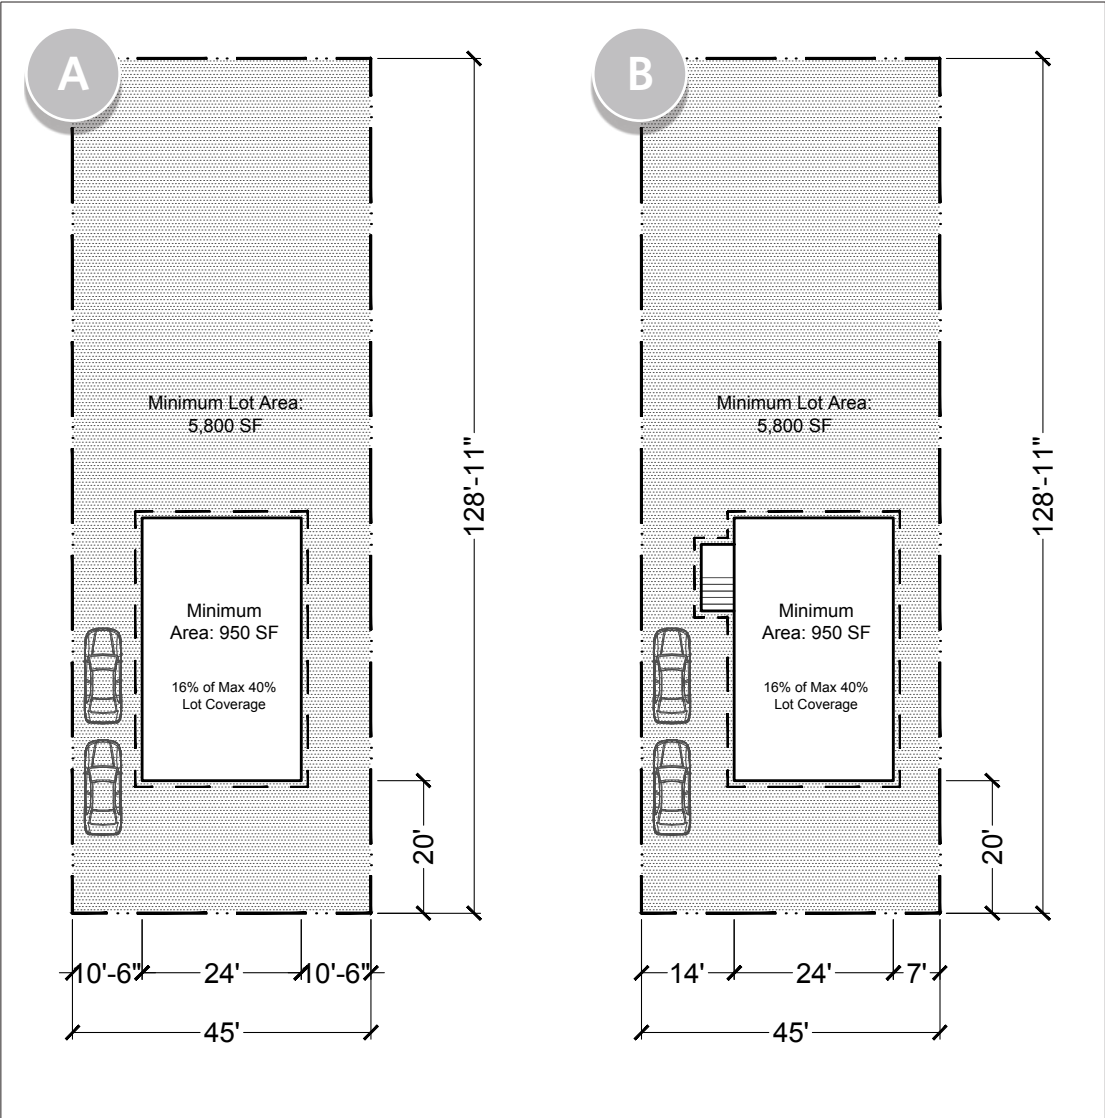 A
Minimum Lot Area:
5,800 SF
128'-11"
Minimum
Area: 950 SF
16% of Max 40%
Lot Coverage
20'
10'-6"
24'
10'-6"
45'
B
Minimum Lot Area:
5,800 SF
128'-11"
Minimum
Area: 950 SF
16% of Max 40%
Lot Coverage
20'
14'
24'
7'
45'